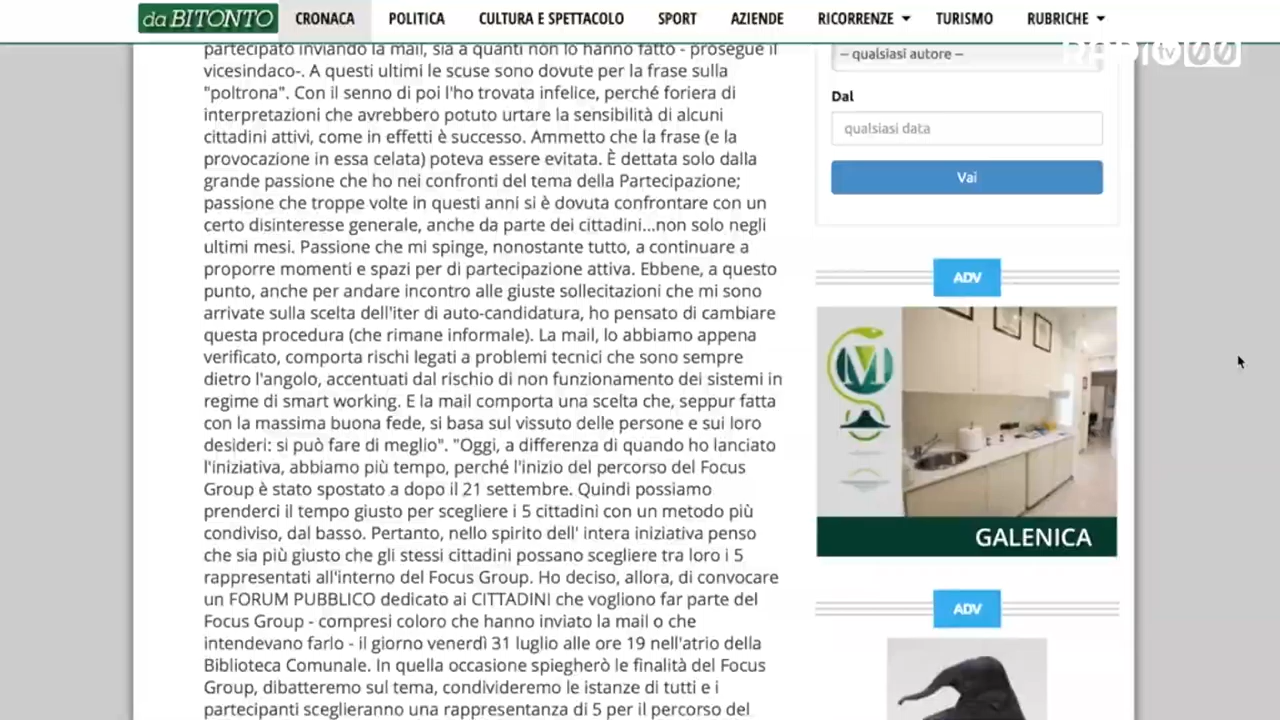 da BITONTO CRONACA POLITICA CULTURA E SPETTACOLO SPORT AZIENDE RICORRENZE TURISMO RUBRICHE
RADIO tv 00
partecipato inviando la mail, sia a quanti non lo hanno fatto - prosegue il
vicesindaco-. A questi ultimi le scuse sono dovute per la frase sulla
"poltrona". Con il senno di poi l'ho trovata infelice, perché foriera di
interpretazioni che avrebbero potuto urtare la sensibilità di alcuni
cittadini attivi, come in effetti è successo. Ammetto che la frase (e la
provocazione in essa celata) poteva essere evitata. È dettata solo dalla
grande passione che ho nei confronti del tema della Partecipazione;
passione che troppe volte in questi anni si è dovuta confrontare con un
certo disinteresse generale, anche da parte dei cittadini...non solo negli
ultimi mesi. Passione che mi spinge, nonostante tutto, a continuare a
proporre momenti e spazi per di partecipazione attiva. Ebbene, a questo
punto, anche per andare incontro alle giuste sollecitazioni che mi sono
arrivate sulla scelta dell'iter di auto-candidatura, ho pensato di cambiare
questa procedura (che rimane informale). La mail, lo abbiamo appena
verificato, comporta rischi legati a problemi tecnici che sono sempre
dietro l'angolo, accentuati dal rischio di non funzionamento dei sistemi in
regime di smart working. E la mail comporta una scelta che, seppur fatta
con la massima buona fede, si basa sul vissuto delle persone e sui loro
desideri: si può fare di meglio". "Oggi, a differenza di quando ho lanciato
l'iniziativa, abbiamo più tempo, perché l'inizio del percorso del Focus
Group è stato spostato a dopo il 21 settembre. Quindi possiamo
prenderci il tempo giusto per scegliere i 5 cittadini con un metodo più
condiviso, dal basso. Pertanto, nello spirito dell' intera iniziativa penso
che sia più giusto che gli stessi cittadini possano scegliere tra loro i 5
rappresentati all'interno del Focus Group. Ho deciso, allora, di convocare
un FORUM PUBBLICO dedicato ai CITTADINI che vogliono far parte del
Focus Group - compresi coloro che hanno inviato la mail o che
intendevano farlo - il giorno venerdì 31 luglio alle ore 19 nell'atrio della
Biblioteca Comunale. In quella occasione spiegherò le finalità del Focus
Group, dibatteremo sul tema, condivideremo le istanze di tutti e i
partecipanti sceglieranno una rappresentanza di 5 per il percorso del
– qualsiasi autore –
Dal
qualsiasi data
Vai
ADV
M
GALENICA
ADV